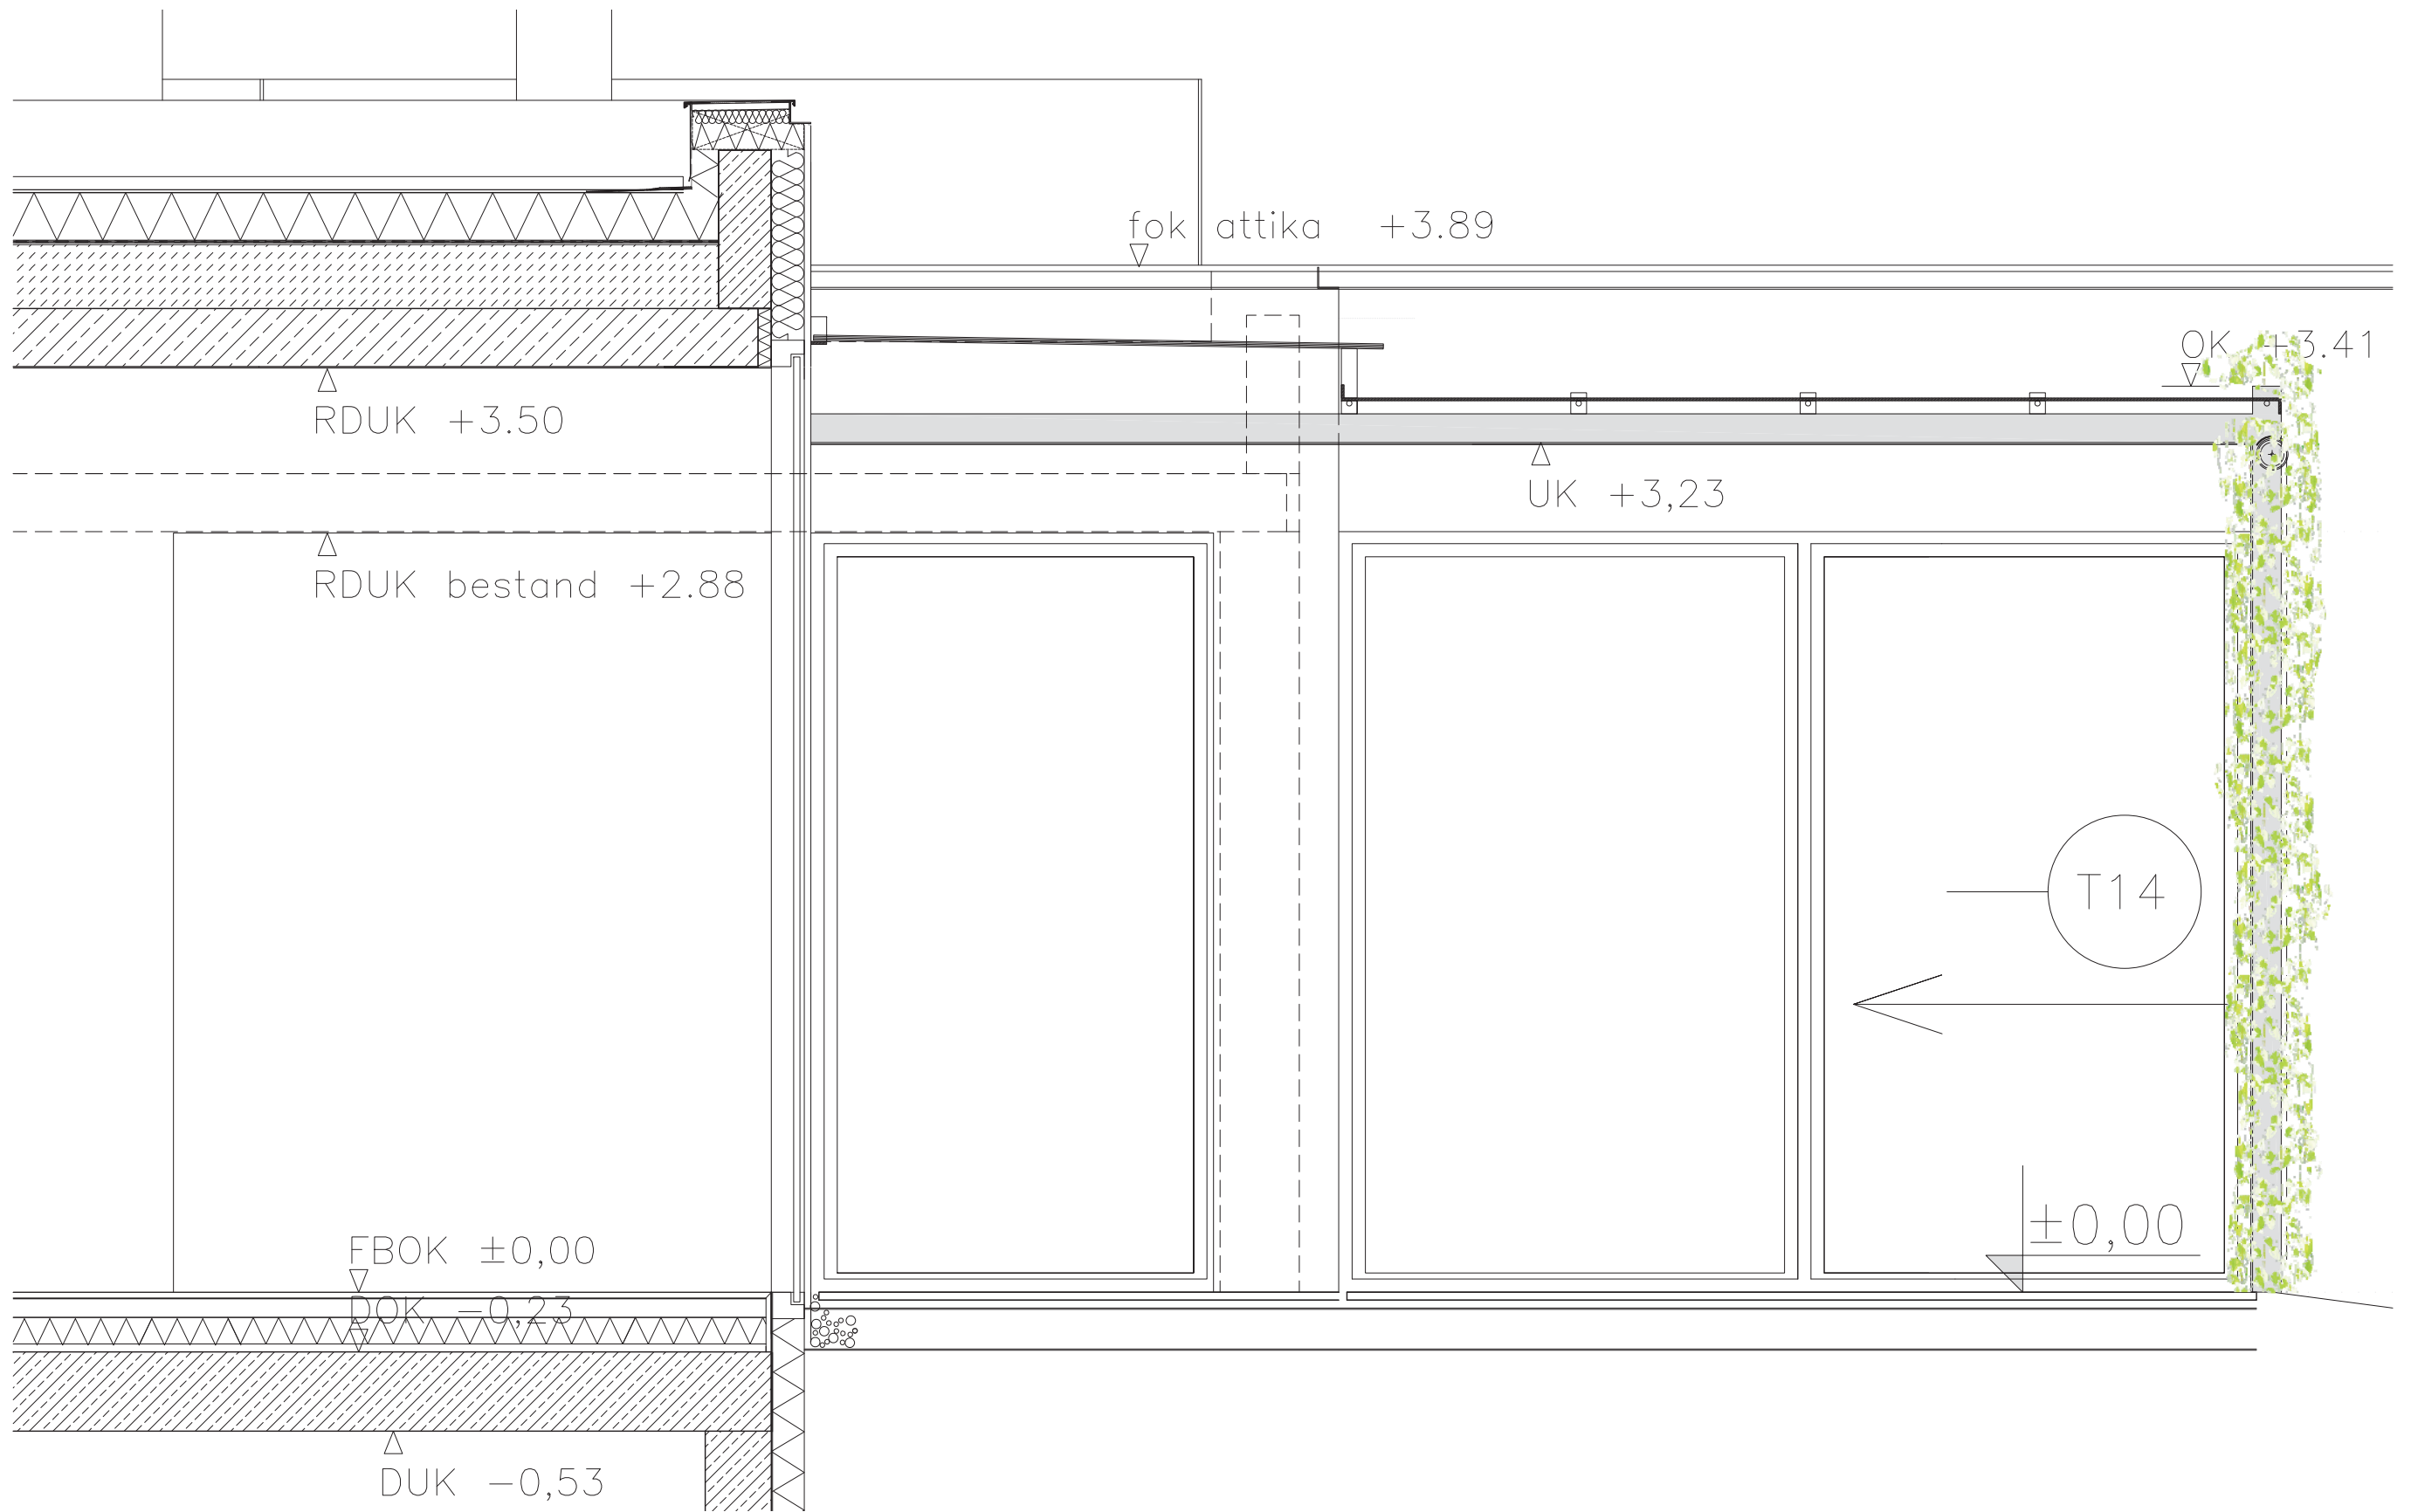 fok attika +3.89
OK +3.41
RDUK +3.50
UK +3,23
RDUK bestand +2.88
T14
±0,00
FBOK ±0,00
DOK -0,23
DUK -0,53